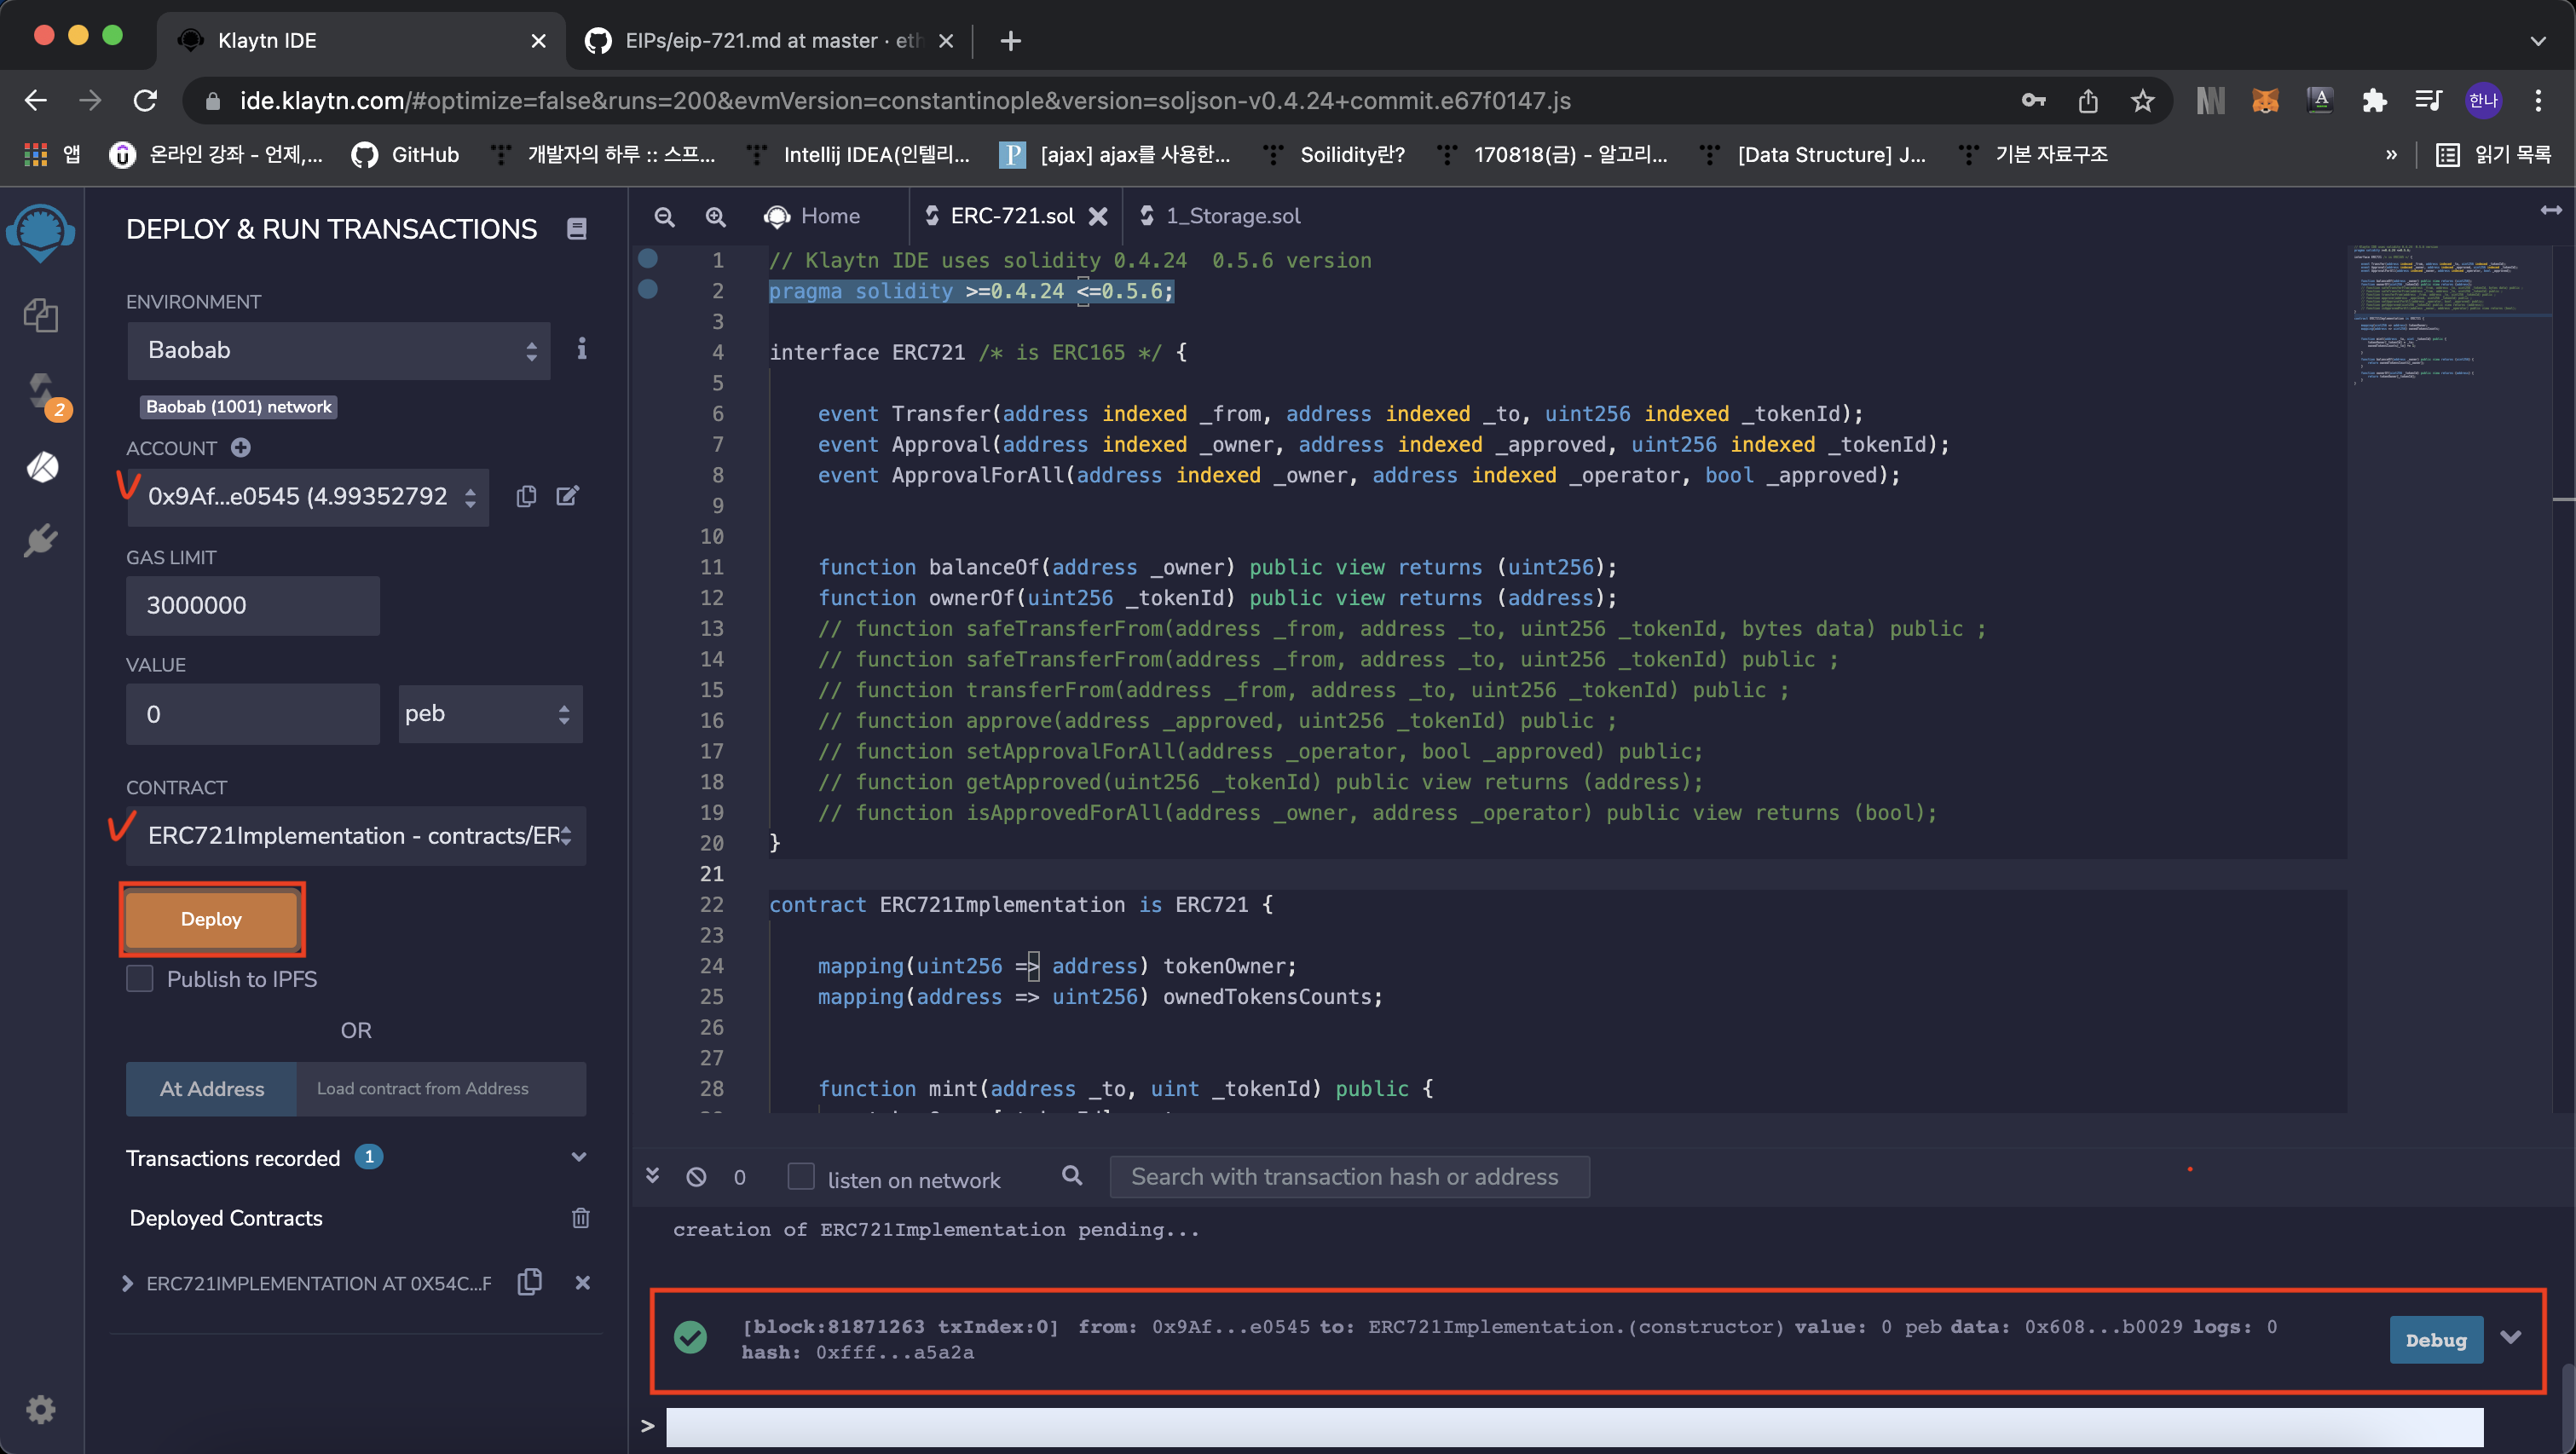 Klaytn IDE
EIPs/eip-721.md at master · eth
ide.klaytn.com/#optimize=false&runs=200&evmVersion=constantinople&version=soljson-v0.4.24+commit.e67f0147.js
한나
앱
온라인 강좌 - 언제,...
GitHub
개발자의 하루 :: 스프...
Intellij IDEA(인텔리...
[ajax] ajax를 사용한...
Soilidity란?
170818(금) - 알고리...
[Data Structure] J...
기본 자료구조
»
읽기 목록
DEPLOY & RUN TRANSACTIONS
ENVIRONMENT
Baobab
Baobab (1001) network
2
ACCOUNT
0x9Af...e0545 (4.99352792
GAS LIMIT
3000000
VALUE
0
peb
CONTRACT
ERC721Implementation - contracts/ER
Deploy
Publish to IPFS
OR
At Address
Load contract from Address
Transactions recorded 1
Deployed Contracts
ERC721IMPLEMENTATION AT 0X54C...F
Home
ERC-721.sol
1_Storage.sol
1 // Klaytn IDE uses solidity 0.4.24  0.5.6 version
2 pragma solidity >=0.4.24 <=0.5.6;
3
4 interface ERC721 /* is ERC165 */ {
5
6 event Transfer(address indexed _from, address indexed _to, uint256 indexed _tokenId);
7 event Approval(address indexed _owner, address indexed _approved, uint256 indexed _tokenId);
8 event ApprovalForAll(address indexed _owner, address indexed _operator, bool _approved);
9
10
11 function balanceOf(address _owner) public view returns (uint256);
12 function ownerOf(uint256 _tokenId) public view returns (address);
13 // function safeTransferFrom(address _from, address _to, uint256 _tokenId, bytes data) public ;
14 // function safeTransferFrom(address _from, address _to, uint256 _tokenId) public ;
15 // function transferFrom(address _from, address _to, uint256 _tokenId) public ;
16 // function approve(address _approved, uint256 _tokenId) public ;
17 // function setApprovalForAll(address _operator, bool _approved) public;
18 // function getApproved(uint256 _tokenId) public view returns (address);
19 // function isApprovedForAll(address _owner, address _operator) public view returns (bool);
20 }
21
22 contract ERC721Implementation is ERC721 {
23
24 mapping(uint256 => address) tokenOwner;
25 mapping(address => uint256) ownedTokensCounts;
26
27
28 function mint(address _to, uint _tokenId) public {
0
listen on network
Search with transaction hash or address
creation of ERC721Implementation pending...
[block:81871263 txIndex:0] from: 0x9Af...e0545 to: ERC721Implementation.(constructor) value: 0 peb data: 0x608...b0029 logs: 0
hash: 0xfff...a5a2a
Debug
>